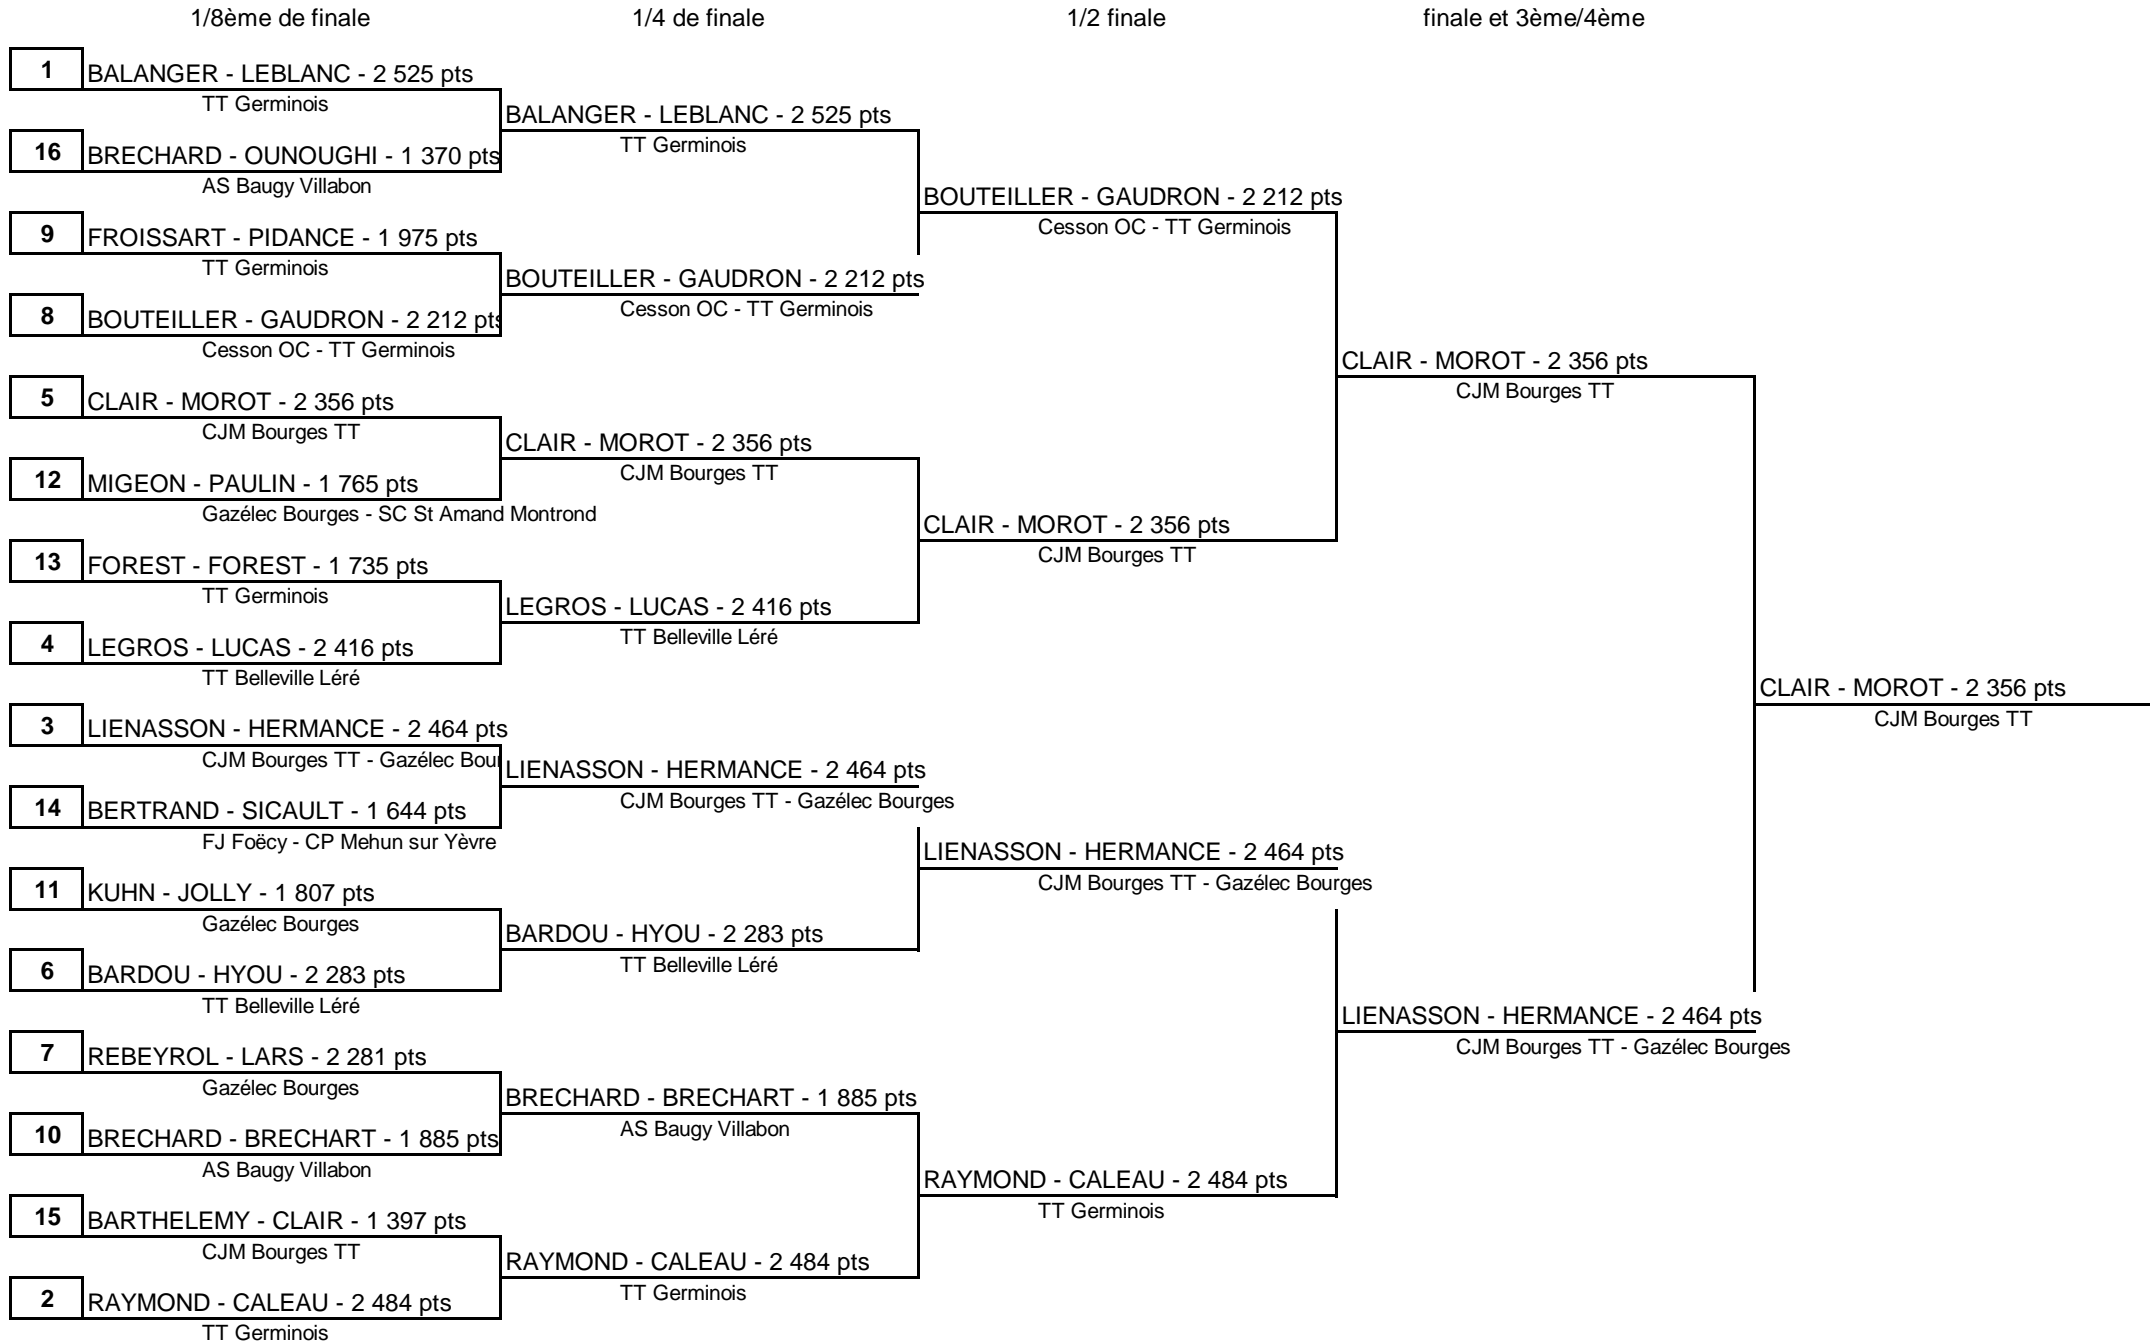 1/8ème de finale
1/4 de finale
1/2 finale
finale et 3ème/4ème
1
BALANGER - LEBLANC - 2 525 pts
TT Germinois
BALANGER - LEBLANC - 2 525 pts
TT Germinois
16
BRECHARD - OUNOUGHI - 1 370 pts
AS Baugy Villabon
BOUTEILLER - GAUDRON - 2 212 pts
Cesson OC - TT Germinois
9
FROISSART - PIDANCE - 1 975 pts
TT Germinois
BOUTEILLER - GAUDRON - 2 212 pts
Cesson OC - TT Germinois
8
BOUTEILLER - GAUDRON - 2 212 pts
Cesson OC - TT Germinois
CLAIR - MOROT - 2 356 pts
CJM Bourges TT
5
CLAIR - MOROT - 2 356 pts
CJM Bourges TT
CLAIR - MOROT - 2 356 pts
CJM Bourges TT
12
MIGEON - PAULIN - 1 765 pts
Gazélec Bourges - SC St Amand Montrond
CLAIR - MOROT - 2 356 pts
CJM Bourges TT
13
FOREST - FOREST - 1 735 pts
TT Germinois
LEGROS - LUCAS - 2 416 pts
TT Belleville Léré
4
LEGROS - LUCAS - 2 416 pts
TT Belleville Léré
CLAIR - MOROT - 2 356 pts
CJM Bourges TT
3
LIENASSON - HERMANCE - 2 464 pts
CJM Bourges TT - Gazélec Bour
LIENASSON - HERMANCE - 2 464 pts
CJM Bourges TT - Gazélec Bourges
14
BERTRAND - SICAULT - 1 644 pts
FJ Foëcy - CP Mehun sur Yèvre
LIENASSON - HERMANCE - 2 464 pts
CJM Bourges TT - Gazélec Bourges
11
KUHN - JOLLY - 1 807 pts
Gazélec Bourges
BARDOU - HYOU - 2 283 pts
TT Belleville Léré
6
BARDOU - HYOU - 2 283 pts
TT Belleville Léré
LIENASSON - HERMANCE - 2 464 pts
CJM Bourges TT - Gazélec Bourges
7
REBEYROL - LARS - 2 281 pts
Gazélec Bourges
BRECHARD - BRECHART - 1 885 pts
AS Baugy Villabon
10
BRECHARD - BRECHART - 1 885 pts
AS Baugy Villabon
RAYMOND - CALEAU - 2 484 pts
TT Germinois
15
BARTHELEMY - CLAIR - 1 397 pts
CJM Bourges TT
RAYMOND - CALEAU - 2 484 pts
TT Germinois
2
RAYMOND - CALEAU - 2 484 pts
TT Germinois